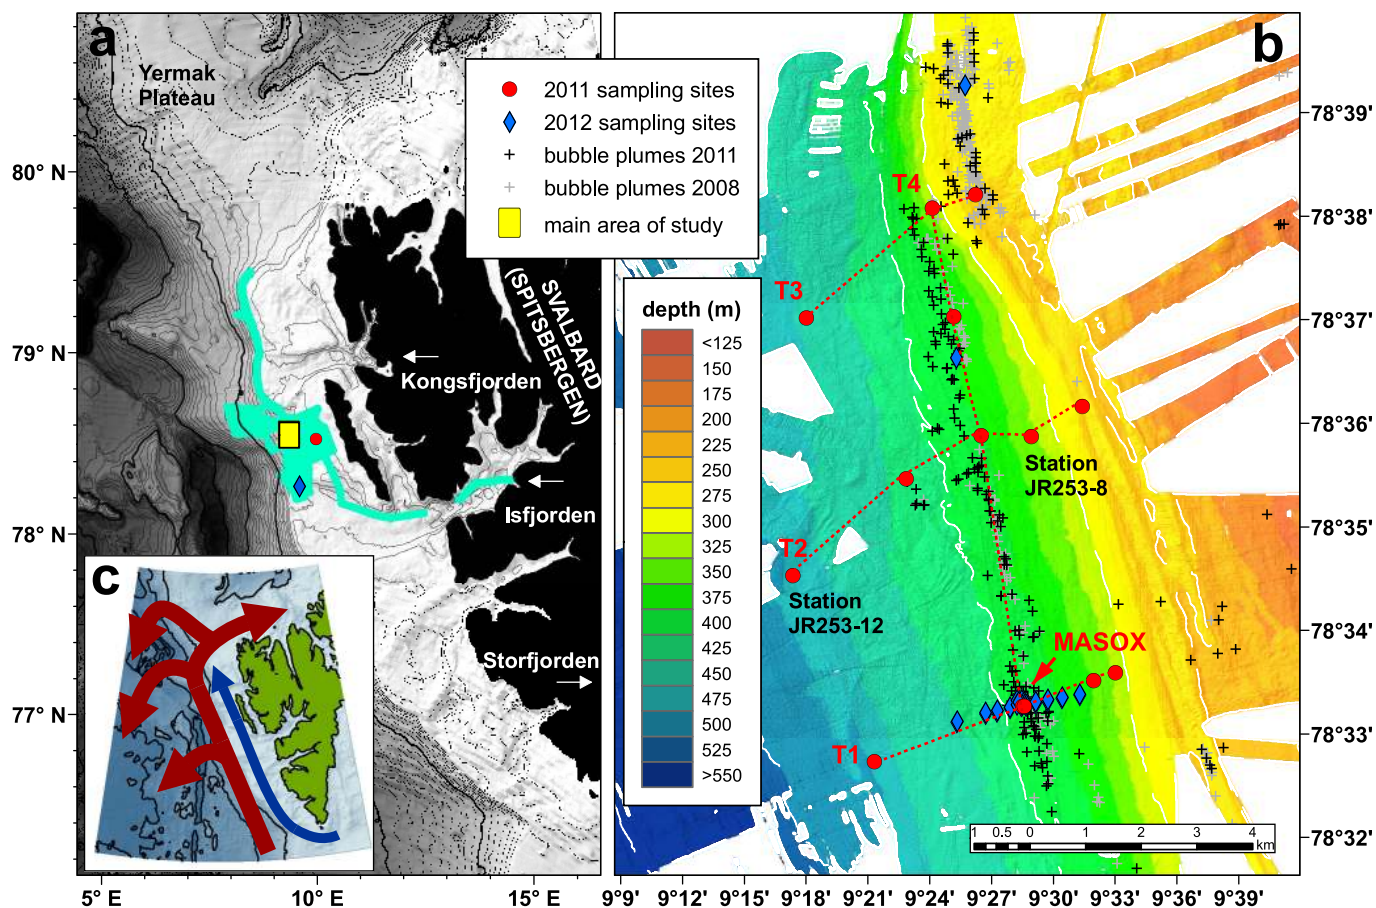 a
Yermak
Plateau
80° N
79° N
78° N
77° N
5° E
10° E
15° E
Kongsfjorden
SVALBARD
(SPITSBERGEN)
Isfjorden
Storfjorden
c
2011 sampling sites
2012 sampling sites
bubble plumes 2011
bubble plumes 2008
main area of study
b
depth (m)
<125
150
175
200
225
250
275
300
325
350
375
400
425
450
475
500
525
>550
T4
T3
T2
Station
JR253-8
Station
JR253-12
MASOX
T1
1 0.5 0 1 2 3 4
km
78°39'
78°38'
78°37'
78°36'
78°35'
78°34'
78°33'
78°32'
9°9'
9°12'
9°15'
9°18'
9°21'
9°24'
9°27'
9°30'
9°33'
9°36'
9°39'